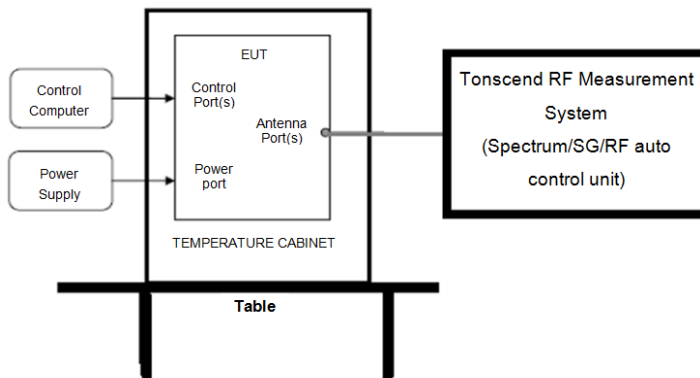 Control
Computer
Power
Supply
EUT
Control
Port(s)
Antenna
Port(s)
Power
port
TEMPERATURE CABINET
Table
Tonscend RF Measurement
System
(Spectrum/SG/RF auto
control unit)